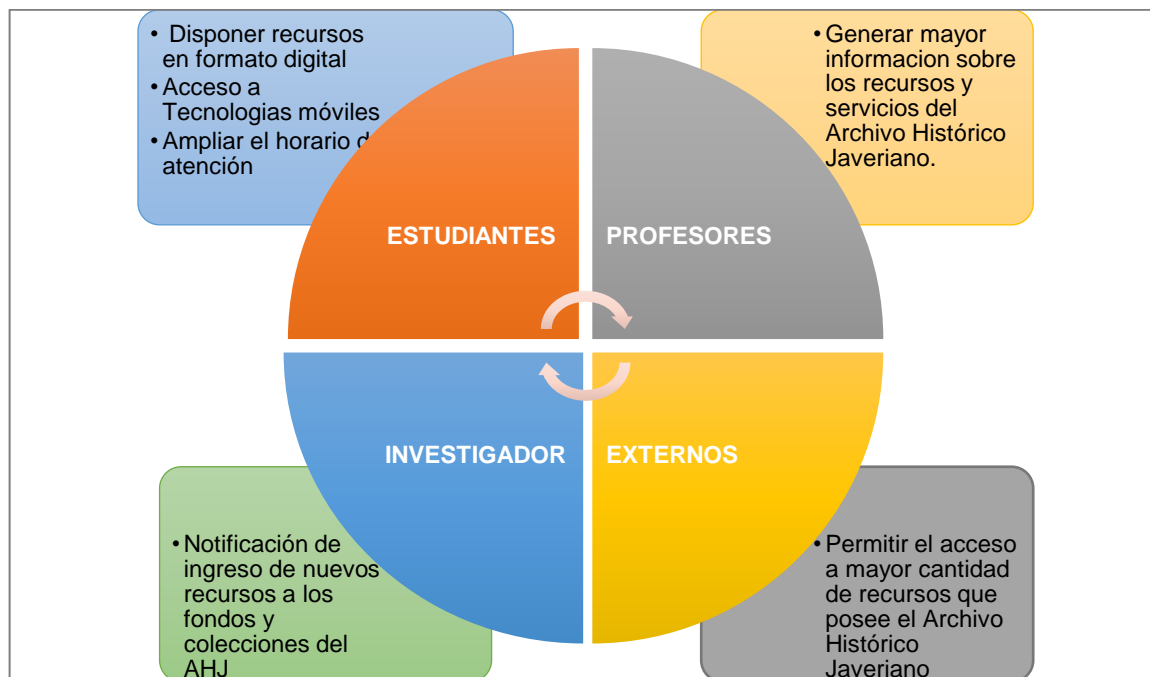 • Disponer recursos
en formato digital
• Acceso a
Tecnologias móviles
• Ampliar el horario d
atención
ESTUDIANTES
• Generar mayor
informacion sobre
los recursos y
servicios del
Archivo Histórico
Javeriano.
PROFESORES
INVESTIGADOR
• Notificación de
ingreso de nuevos
recursos a los
fondos y
colecciones del
AHJ
EXTERNOS
• Permitir el acceso
a mayor cantidad
de recursos que
posee el Archivo
Histórico
Javeriano